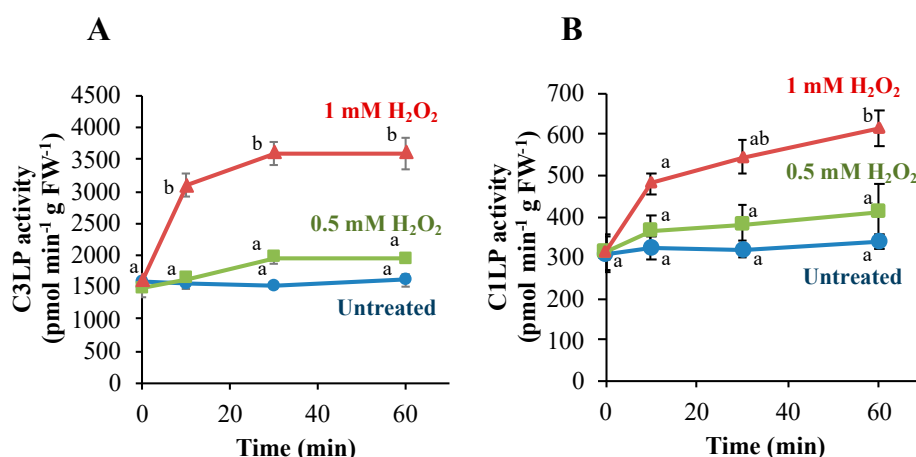 A
C3LP activity
(pmol min⁻¹ g FW⁻¹)
4500
4000
3500
3000
2500
2000
1500
1000
500
0
1 mM H₂O₂
b
b
b
0.5 mM H₂O₂
a
a
a
a
a
a
Untreated
0
20
40
60
Time (min)
B
C1LP activity
(pmol min⁻¹ g FW⁻¹)
700
600
500
400
300
200
100
0
1 mM H₂O₂
b
ab
a
0.5 mM H₂O₂
a
a
a
a
a
a
a
Untreated
0
20
40
60
Time (min)